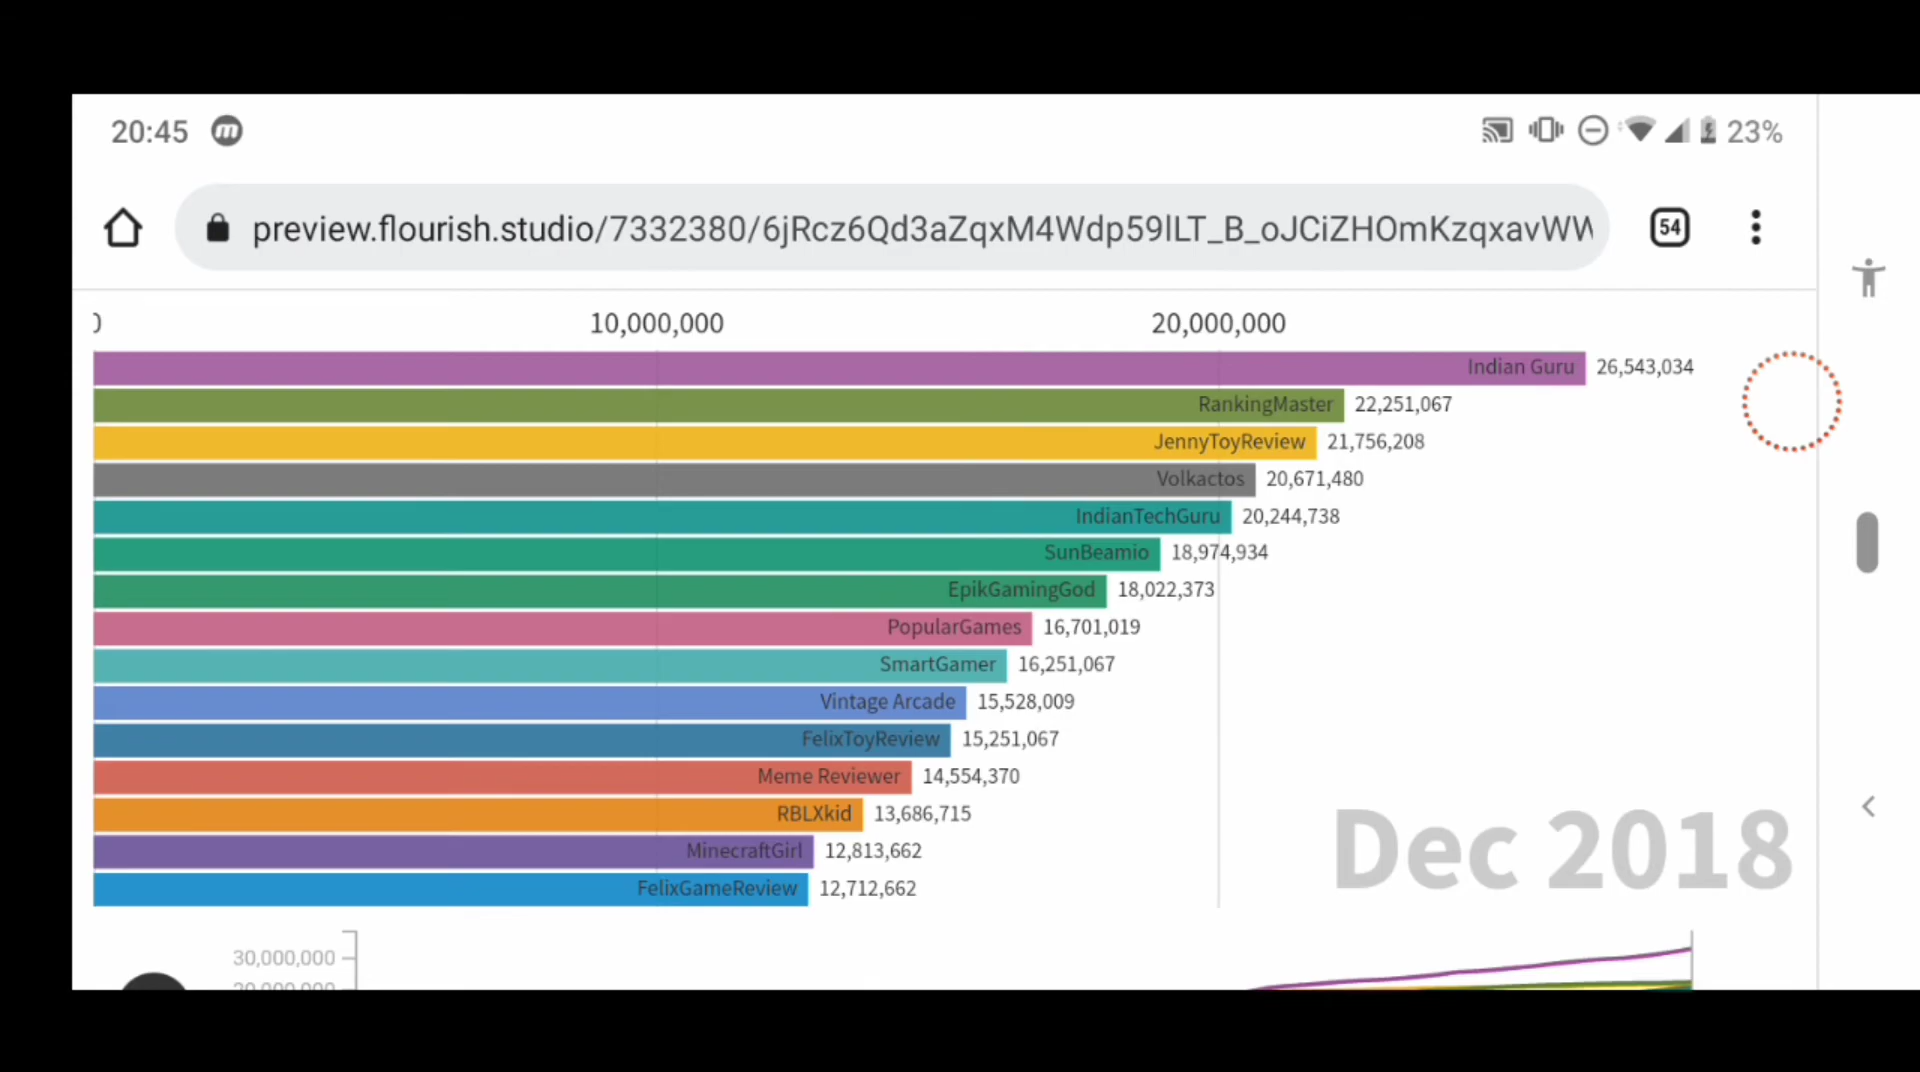 20:45
23%
preview.flourish.studio/7332380/6jRcz6Qd3aZqxM4Wdp59lLT_B_oJCiZHOmKzqxavWW
54
0 10,000,000 20,000,000
Indian Guru 26,543,034
RankingMaster 22,251,067
JennyToyReview 21,756,208
Volkactos 20,671,480
IndianTechGuru 20,244,738
SunBeamio 18,974,934
EpikGamingGod 18,022,373
PopularGames 16,701,019
SmartGamer 16,251,067
Vintage Arcade 15,528,009
FelixToyReview 15,251,067
Meme Reviewer 14,554,370
RBLXkid 13,686,715
MinecraftGirl 12,813,662
FelixGameReview 12,712,662
Dec 2018
30,000,000